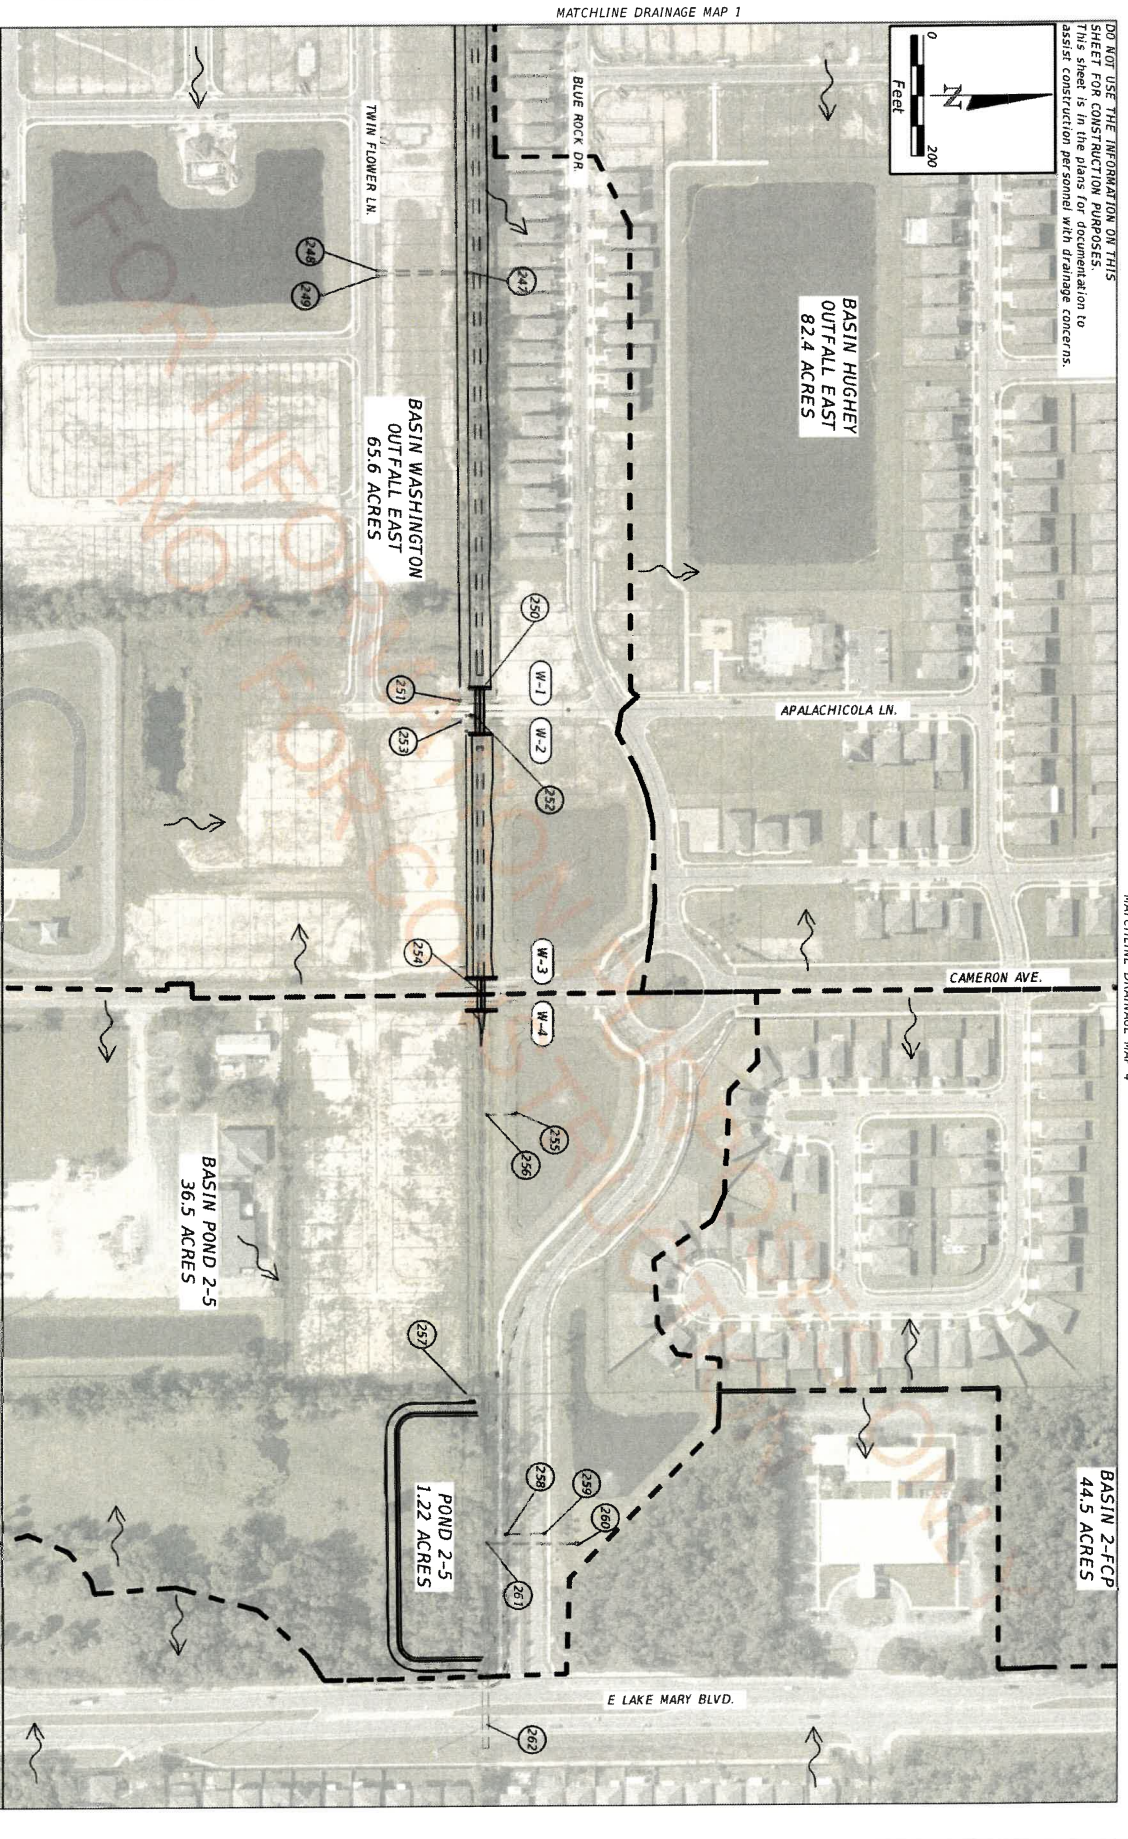 MATCHLINE DRAINAGE MAP 1
DO NOT USE THE INFORMATION ON THIS
SHEET FOR CONSTRUCTION PURPOSES.
This sheet is in the plans for documentation to
assist construction personnel with drainage concerns.
0
200
Feet
N
BLUE ROCK DR.
TWIN FLOWER LN.
248
249
247
BASIN HUGHEY
OUTFALL EAST
82.4 ACRES
BASIN WASHINGTON
OUTFALL EAST
65.6 ACRES
250
251
W-1
W-2
253
252
APALACHICOLA LN.
MATCHLINE DRAINAGE MAP 4
254
W-3
W-4
CAMERON AVE.
255
256
BASIN POND 2-5
36.5 ACRES
257
258
259
260
261
POND 2-5
1.22 ACRES
BASIN 2-FCP
44.5 ACRES
E LAKE MARY BLVD.
262
FOR INFORMATION PURPOSES ONLY
NOT FOR CONSTRUCTION